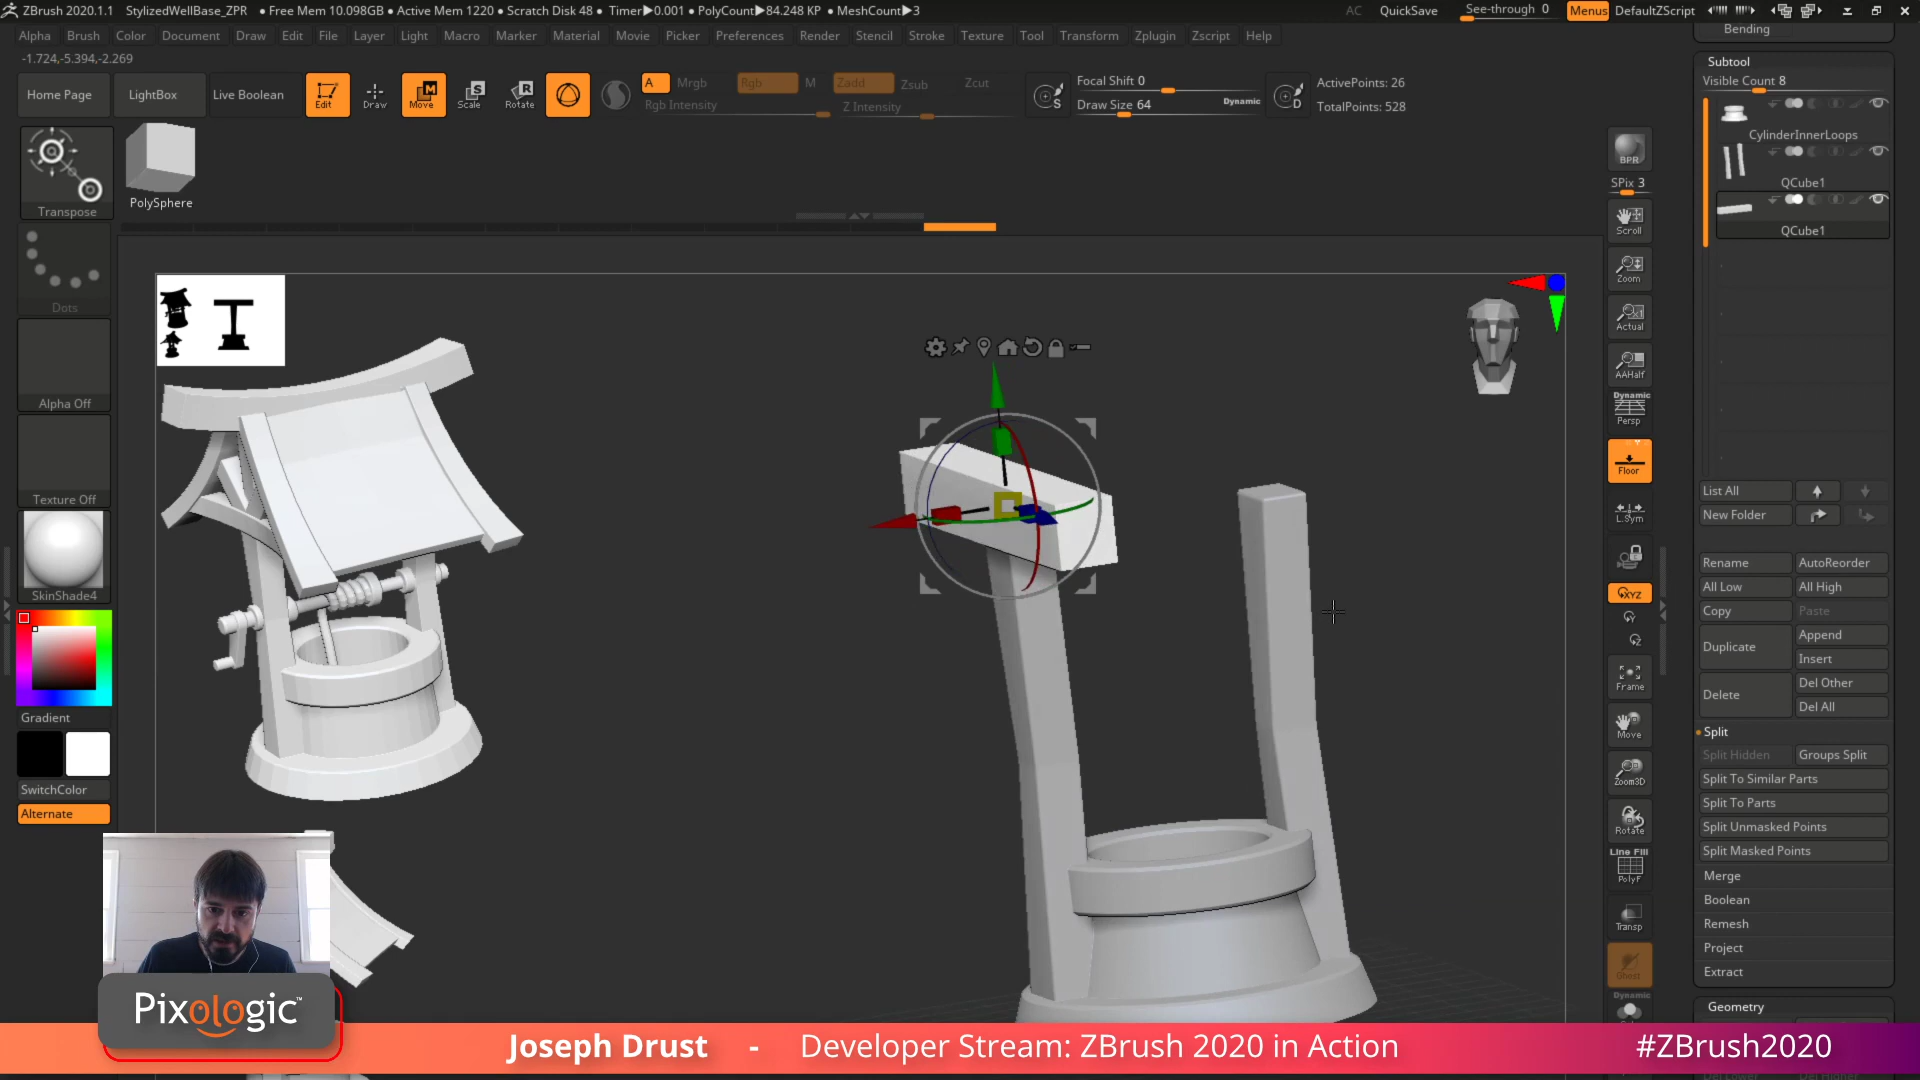 ZBrush 2020.1.1 StylizedWellBase_ZPR • Free Mem 10.098GB • Active Mem 1220 • Scratch Disk 48 • Timer▶0.001 • PolyCount▶84.248 KP • MeshCount▶3 AC QuickSave See-through 0 Menus DefaultZScript
Alpha Brush Color Document Draw Edit File Layer Light Macro Marker Material Movie Picker Preferences Render Stencil Stroke Texture Tool Transform Zplugin Zscript Help
-1.724,-5.394,-2.269
Home Page LightBox Live Boolean Edit Draw Move Scale Rotate
A Mrgb Rgb M Zadd Zsub Zcut
Rgb Intensity Z Intensity
Focal Shift 0
Draw Size 64 Dynamic
ActivePoints: 26
TotalPoints: 528
Transpose
PolySphere
Dots
Alpha Off
Texture Off
SkinShade4
Gradient
SwitchColor
Alternate
BPR
SPix 3
Scroll
Zoom
Actual
AAHalf
Dynamic
Persp
Floor
L.Sym
XYZ
Frame
Move
Zoom3D
Rotate
Line Fill
PolyF
Transp
Ghost
Dynamic
Bending
Subtool
Visible Count 8
CylinderInnerLoops
QCube1
QCube1
List All
New Folder
Rename AutoReorder
All Low All High
Copy Paste
Duplicate Append
Insert
Delete Del Other
Del All
Split
Split Hidden Groups Split
Split To Similar Parts
Split To Parts
Split Unmasked Points
Split Masked Points
Merge
Boolean
Remesh
Project
Extract
Geometry
Pixologic™
Joseph Drust - Developer Stream: ZBrush 2020 in Action #ZBrush2020